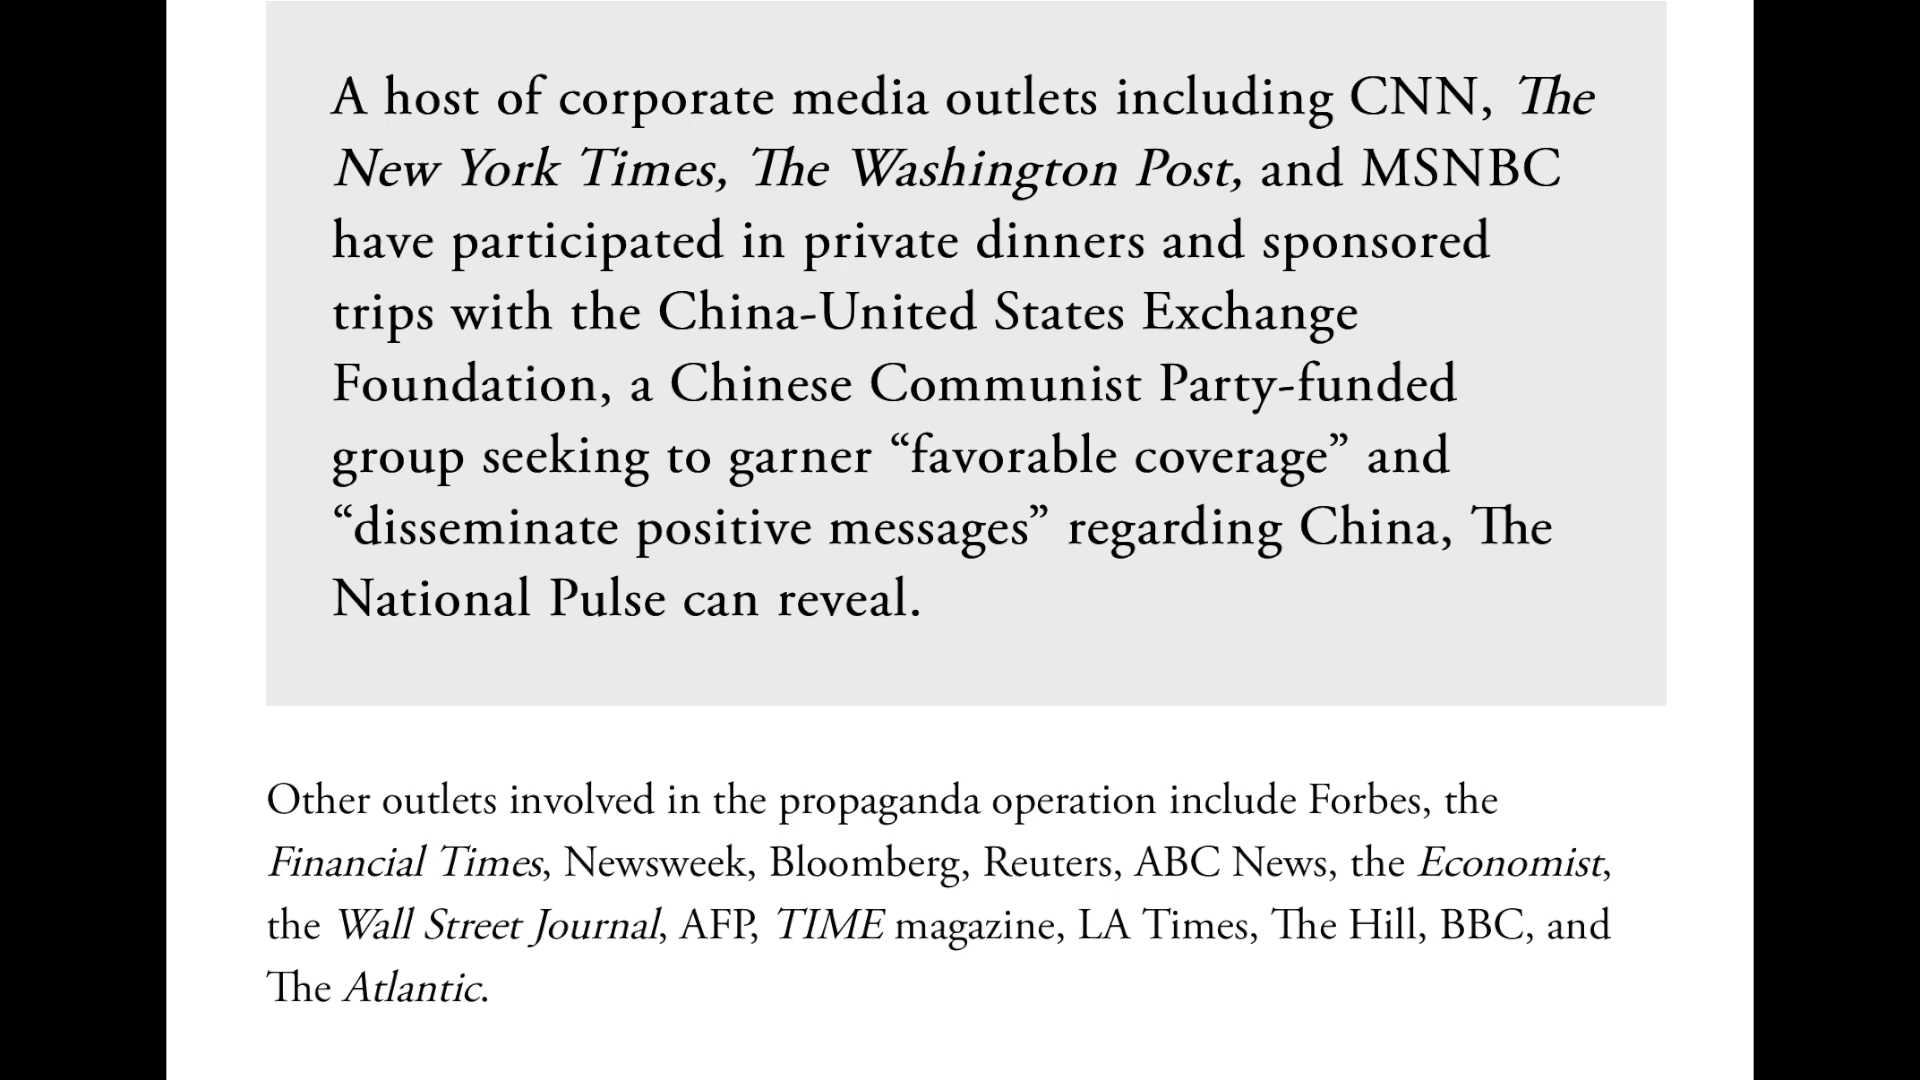 A host of corporate media outlets including CNN, The
New York Times, The Washington Post, and MSNBC
have participated in private dinners and sponsored
trips with the China-United States Exchange
Foundation, a Chinese Communist Party-funded
group seeking to garner “favorable coverage” and
“disseminate positive messages” regarding China, The
National Pulse can reveal.
Other outlets involved in the propaganda operation include Forbes, the
Financial Times, Newsweek, Bloomberg, Reuters, ABC News, the Economist,
the Wall Street Journal, AFP, TIME magazine, LA Times, The Hill, BBC, and
The Atlantic.